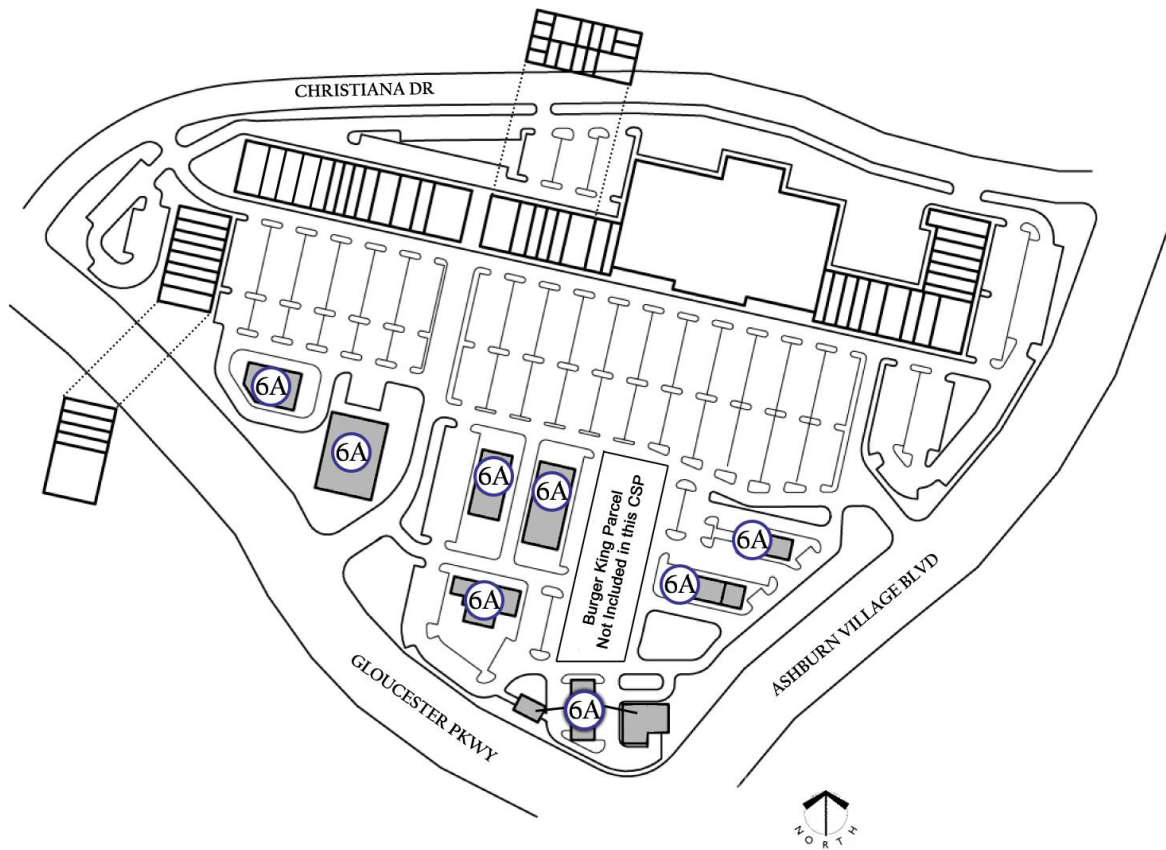 CHRISTIANA DR
6A
6A
6A
6A
Burger King Parcel
Not Included in this CSP
6A
6A
6A
ASHBURN VILLAGE BLVD
GLOUCESTER PKWY
6A
NORTH